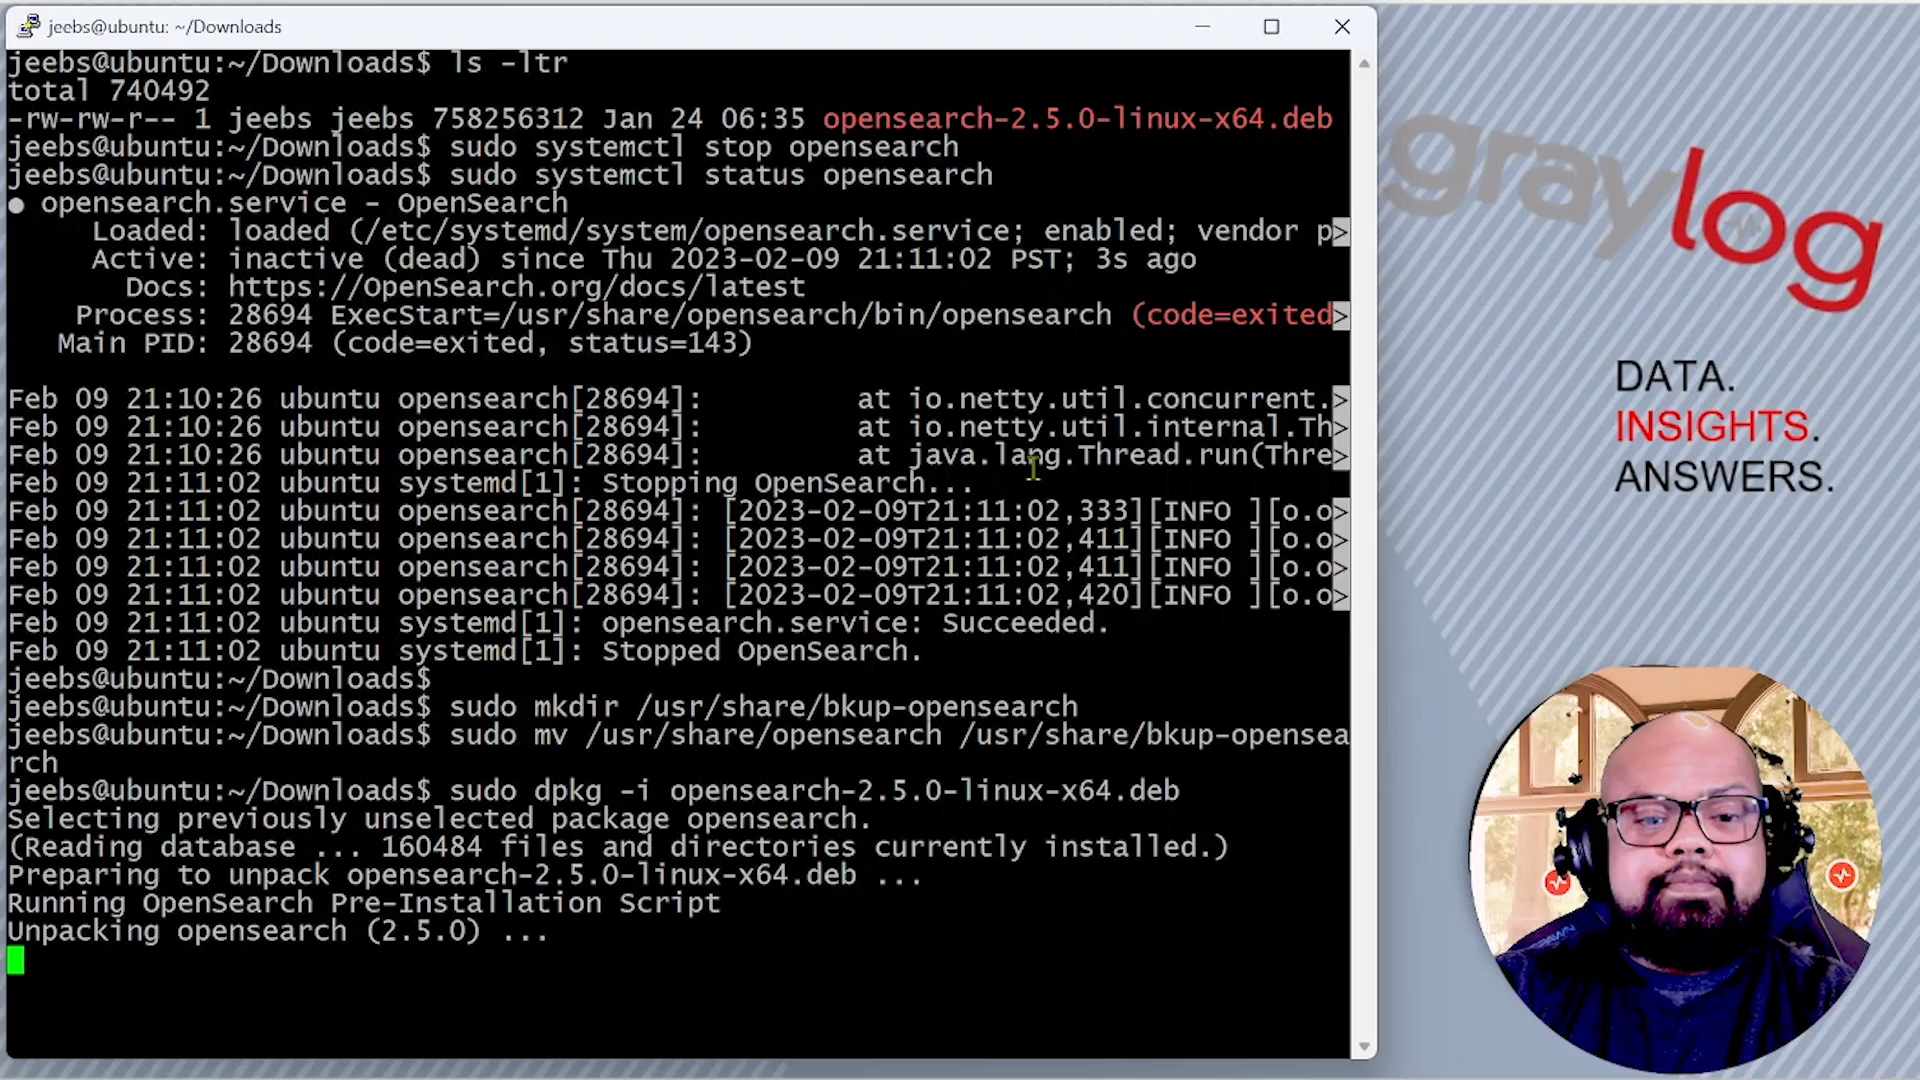 jeebs@ubuntu: ~/Downloads
jeebs@ubuntu:~/Downloads$ ls -ltr
total 740492
-rw-rw-r-- 1 jeebs jeebs 758256312 Jan 24 06:35 opensearch-2.5.0-linux-x64.deb
jeebs@ubuntu:~/Downloads$ sudo systemctl stop opensearch
jeebs@ubuntu:~/Downloads$ sudo systemctl status opensearch
● opensearch.service - OpenSearch
Loaded: loaded (/etc/systemd/system/opensearch.service; enabled; vendor p>
Active: inactive (dead) since Thu 2023-02-09 21:11:02 PST; 3s ago
Docs: https://OpenSearch.org/docs/latest
Process: 28694 ExecStart=/usr/share/opensearch/bin/opensearch (code=exited>
Main PID: 28694 (code=exited, status=143)
Feb 09 21:10:26 ubuntu opensearch[28694]:         at io.netty.util.concurrent.>
Feb 09 21:10:26 ubuntu opensearch[28694]:         at io.netty.util.internal.Th>
Feb 09 21:10:26 ubuntu opensearch[28694]:         at java.lang.Thread.run(Thre>
Feb 09 21:11:02 ubuntu systemd[1]: Stopping OpenSearch...
Feb 09 21:11:02 ubuntu opensearch[28694]: [2023-02-09T21:11:02,333][INFO ][o.o>
Feb 09 21:11:02 ubuntu opensearch[28694]: [2023-02-09T21:11:02,411][INFO ][o.o>
Feb 09 21:11:02 ubuntu opensearch[28694]: [2023-02-09T21:11:02,411][INFO ][o.o>
Feb 09 21:11:02 ubuntu opensearch[28694]: [2023-02-09T21:11:02,420][INFO ][o.o>
Feb 09 21:11:02 ubuntu systemd[1]: opensearch.service: Succeeded.
Feb 09 21:11:02 ubuntu systemd[1]: Stopped OpenSearch.
jeebs@ubuntu:~/Downloads$
jeebs@ubuntu:~/Downloads$ sudo mkdir /usr/share/bkup-opensearch
jeebs@ubuntu:~/Downloads$ sudo mv /usr/share/opensearch /usr/share/bkup-opensea
rch
jeebs@ubuntu:~/Downloads$ sudo dpkg -i opensearch-2.5.0-linux-x64.deb
Selecting previously unselected package opensearch.
(Reading database ... 160484 files and directories currently installed.)
Preparing to unpack opensearch-2.5.0-linux-x64.deb ...
Running OpenSearch Pre-Installation Script
Unpacking opensearch (2.5.0) ...
graylog
DATA.
INSIGHTS.
ANSWERS.